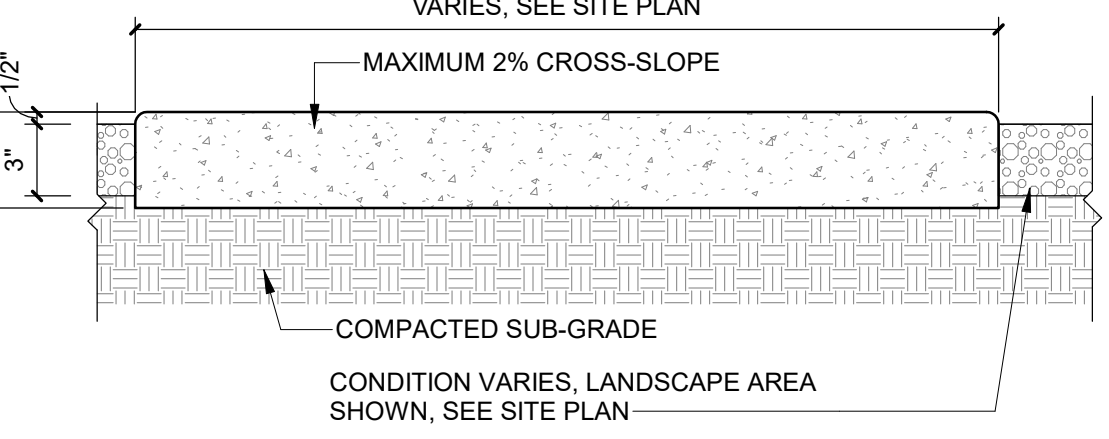 VARIES, SEE SITE PLAN
MAXIMUM 2% CROSS-SLOPE
1/2"
3"
COMPACTED SUB-GRADE
CONDITION VARIES, LANDSCAPE AREA
SHOWN, SEE SITE PLAN